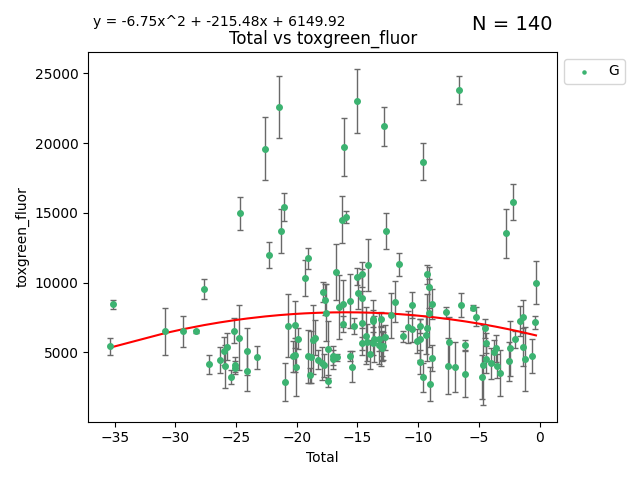 y = -6.75x^2 + -215.48x + 6149.92
N = 140
Total vs toxgreen_fluor
G
toxgreen_fluor
25000
20000
15000
10000
5000
−35
−30
−25
−20
−15
−10
−5
0
Total